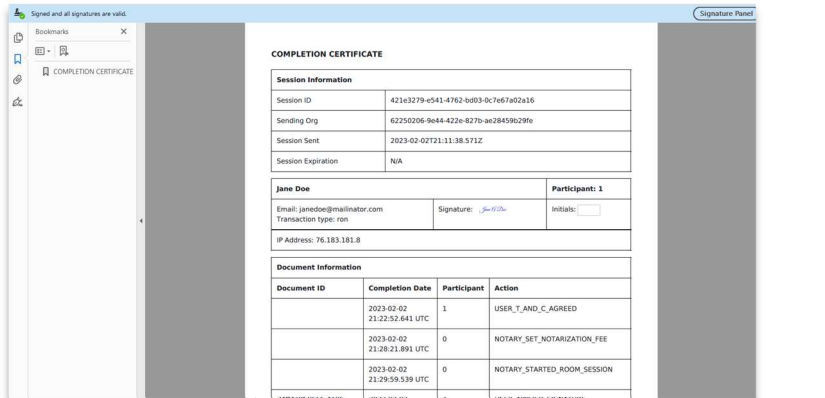 Signed and all signatures are valid.
Signature Panel
Bookmarks
COMPLETION CERTIFICATE
COMPLETION CERTIFICATE
Session Information
Session ID 421e3279-e541-4762-bd03-0c7e67a02a16
Sending Org 62250206-9e44-422e-827b-ae28459b29fe
Session Sent 2023-02-02T21:11:38.571Z
Session Expiration N/A
Jane Doe Participant: 1
Email: janedoe@mailinator.com Signature: Initials:
Transaction type: ron
IP Address: 76.183.181.8
Document Information
Document ID Completion Date Participant Action
2023-02-02 1 USER_T_AND_C_AGREED
21:22:52.641 UTC
2023-02-02 0 NOTARY_SET_NOTARIZATION_FEE
21:28:21.891 UTC
2023-02-02 0 NOTARY_STARTED_ROOM_SESSION
21:29:59.539 UTC